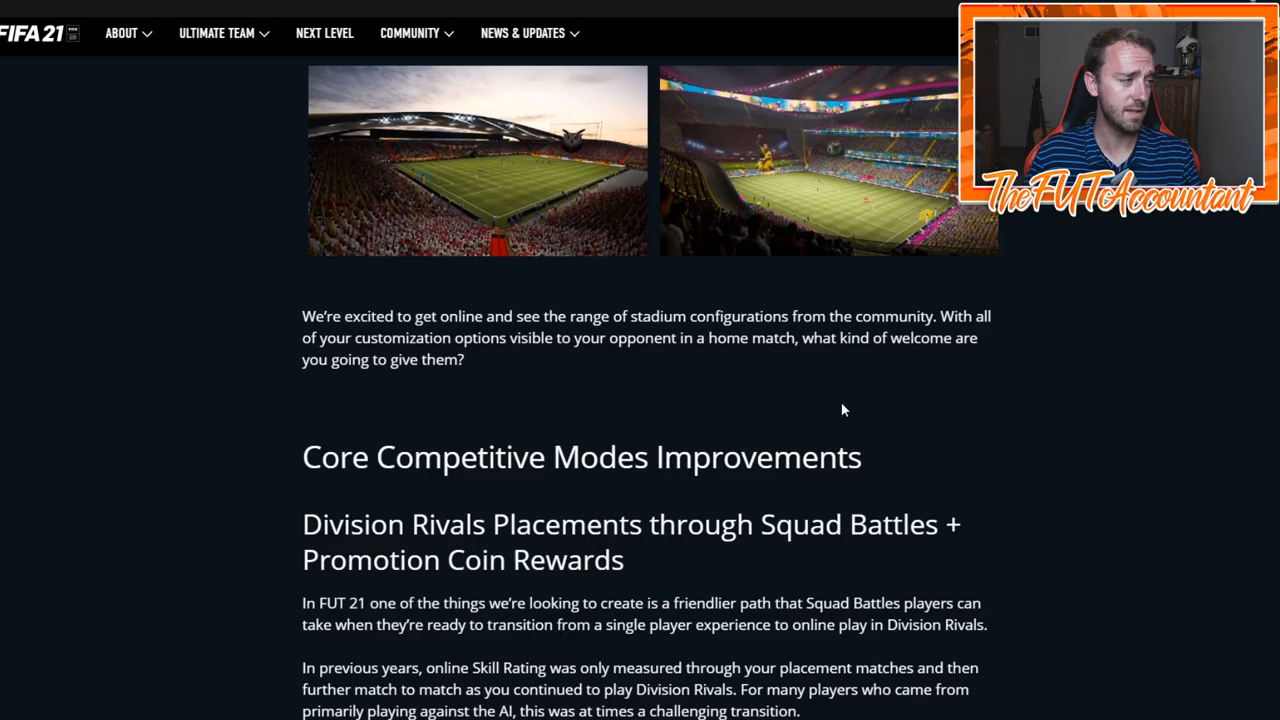 FIFA 21
ABOUT
ULTIMATE TEAM
NEXT LEVEL
COMMUNITY
NEWS & UPDATES
TheFUTAccountant
We’re excited to get online and see the range of stadium configurations from the community. With all
of your customization options visible to your opponent in a home match, what kind of welcome are
you going to give them?
Core Competitive Modes Improvements
Division Rivals Placements through Squad Battles +
Promotion Coin Rewards
In FUT 21 one of the things we’re looking to create is a friendlier path that Squad Battles players can
take when they’re ready to transition from a single player experience to online play in Division Rivals.
In previous years, online Skill Rating was only measured through your placement matches and then
further match to match as you continued to play Division Rivals. For many players who came from
primarily playing against the AI, this was at times a challenging transition.